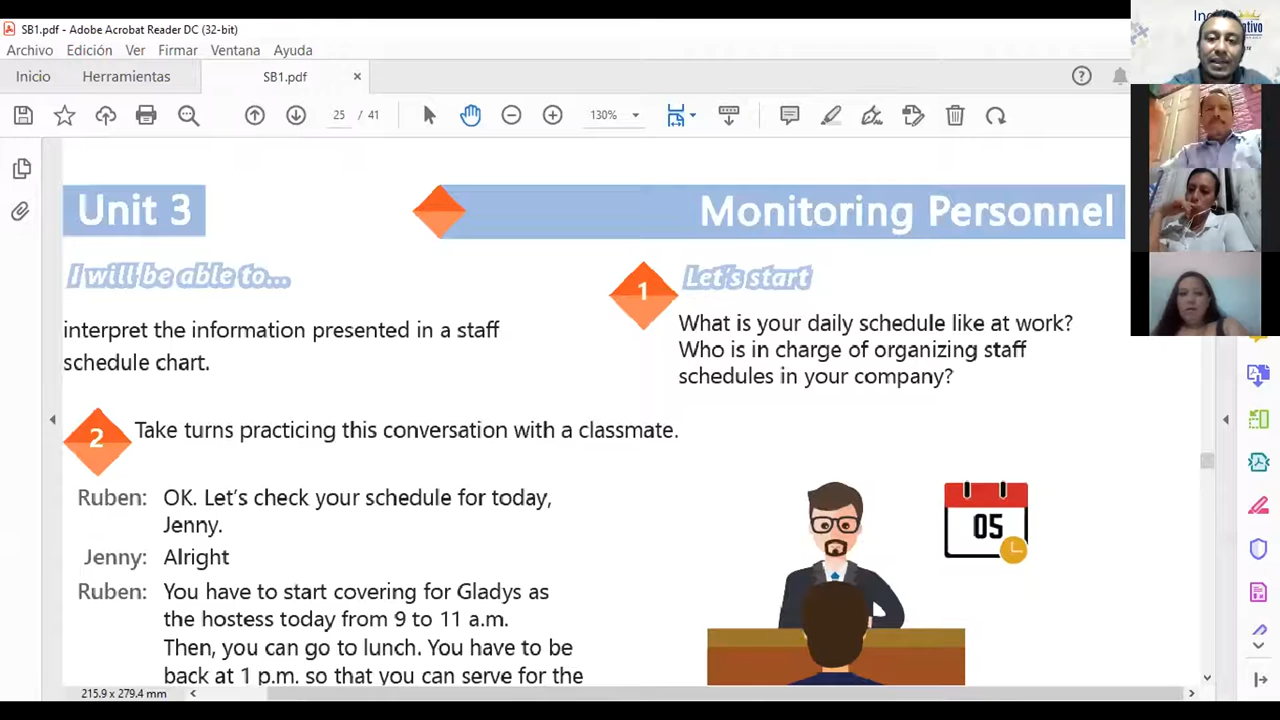 SB1.pdf - Adobe Acrobat Reader DC (32-bit)
Archivo Edición Ver Firmar Ventana Ayuda
Inicio Herramientas SB1.pdf ×
25 / 41 130%
Unit 3
Monitoring Personnel
I will be able to...
interpret the information presented in a staff
schedule chart.
1 Let's start
What is your daily schedule like at work?
Who is in charge of organizing staff
schedules in your company?
2 Take turns practicing this conversation with a classmate.
Ruben: OK. Let's check your schedule for today,
Jenny.
Jenny: Alright
Ruben: You have to start covering for Gladys as
the hostess today from 9 to 11 a.m.
Then, you can go to lunch. You have to be
back at 1 p.m. so that you can serve for the
05
215.9 x 279.4 mm